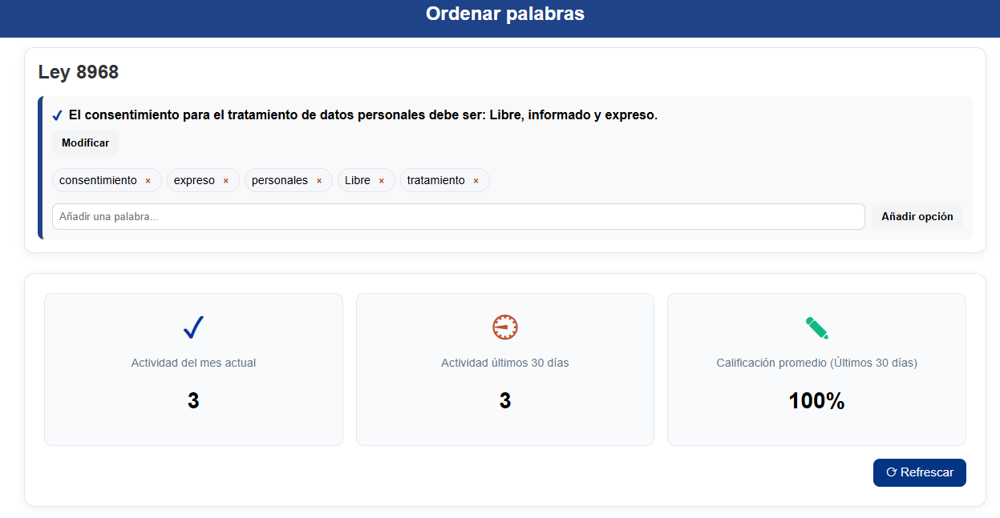 Ordenar palabras
Ley 8968
✔ El consentimiento para el tratamiento de datos personales debe ser: Libre, informado y expreso.
Modificar
consentimiento × expreso × personales × Libre × tratamiento ×
Añadir una palabra... Añadir opción
Actividad del mes actual
3
Actividad últimos 30 días
3
Calificación promedio (Últimos 30 días)
100%
⟳ Refrescar